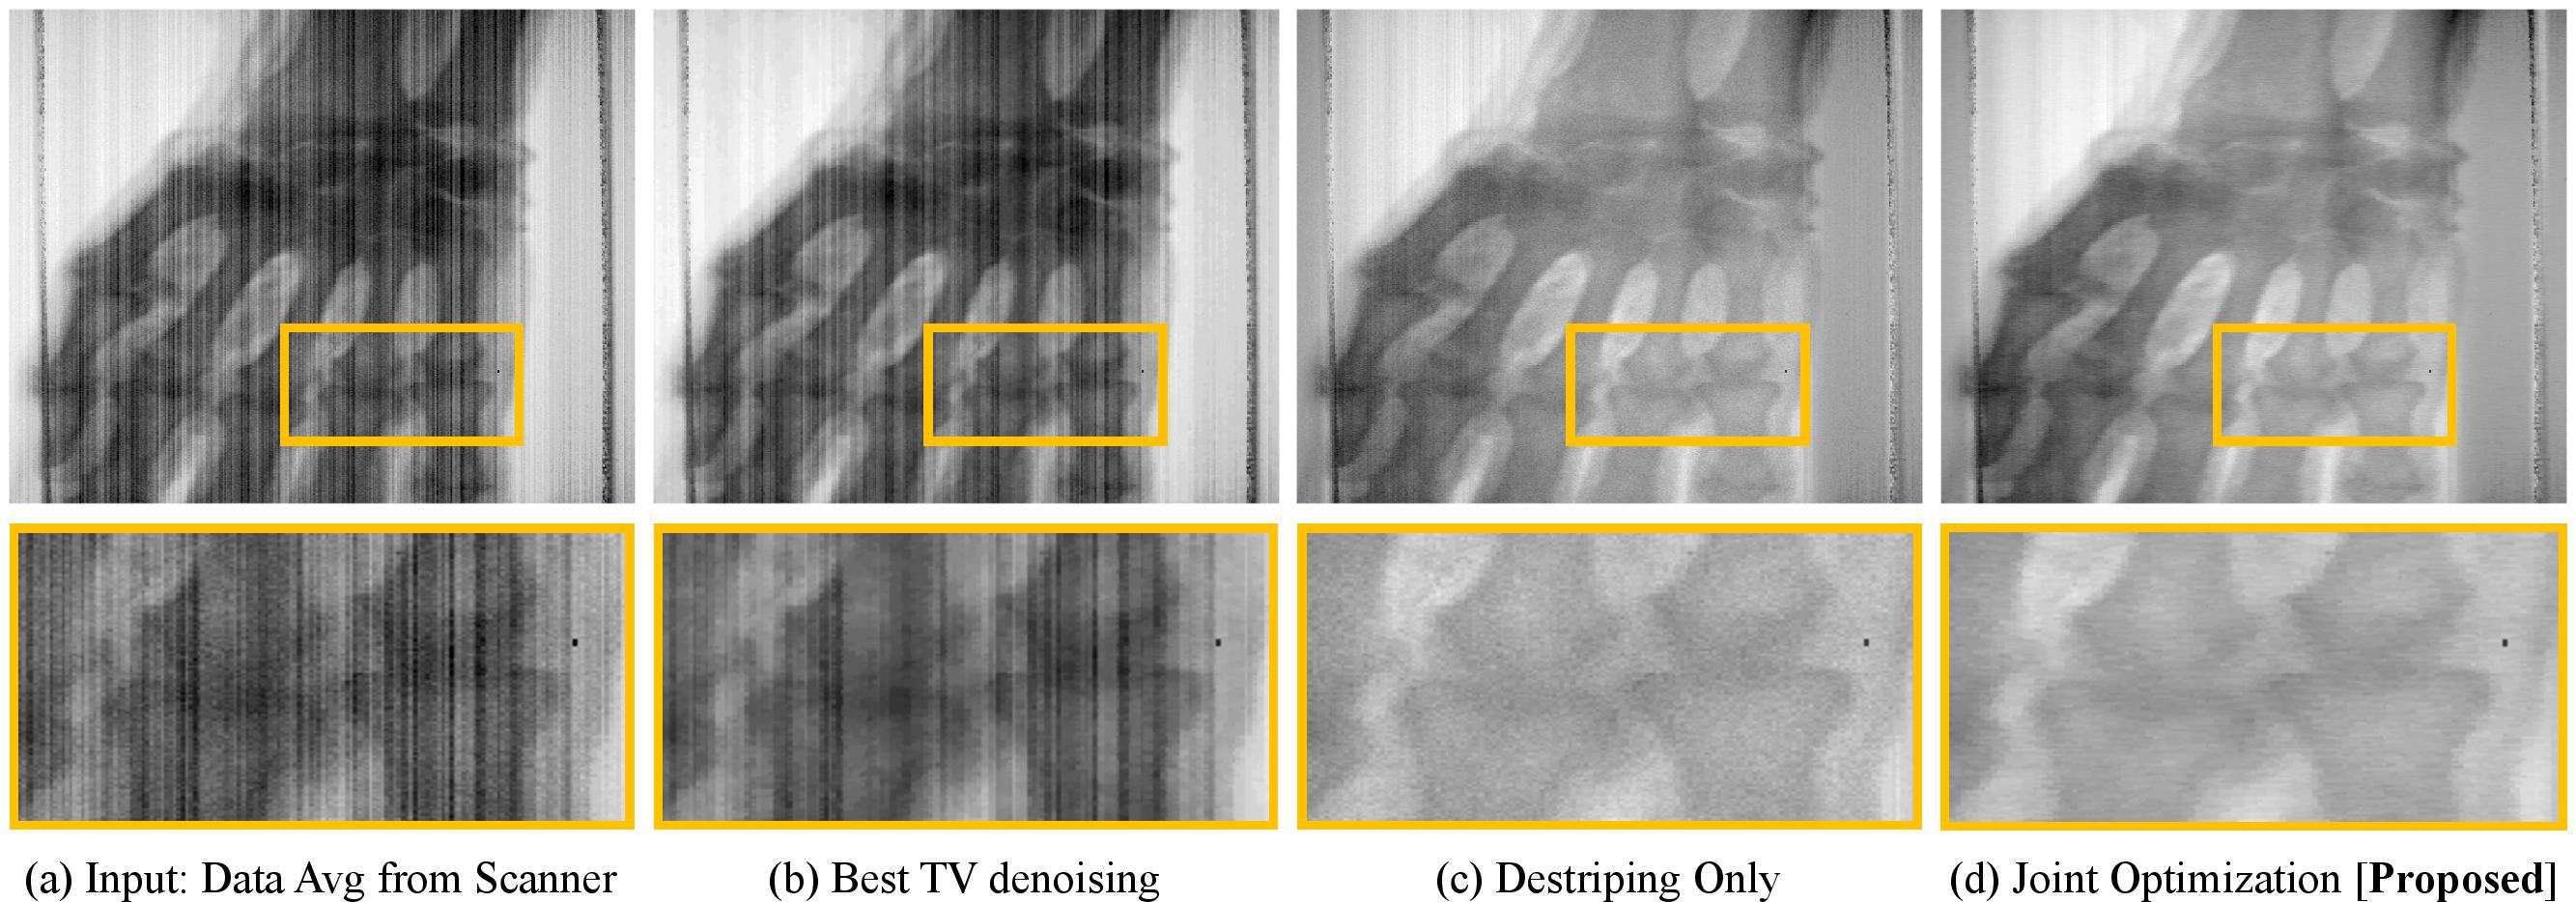 (a) Input: Data Avg from Scanner
(b) Best TV denoising
(c) Destriping Only
(d) Joint Optimization [Proposed]